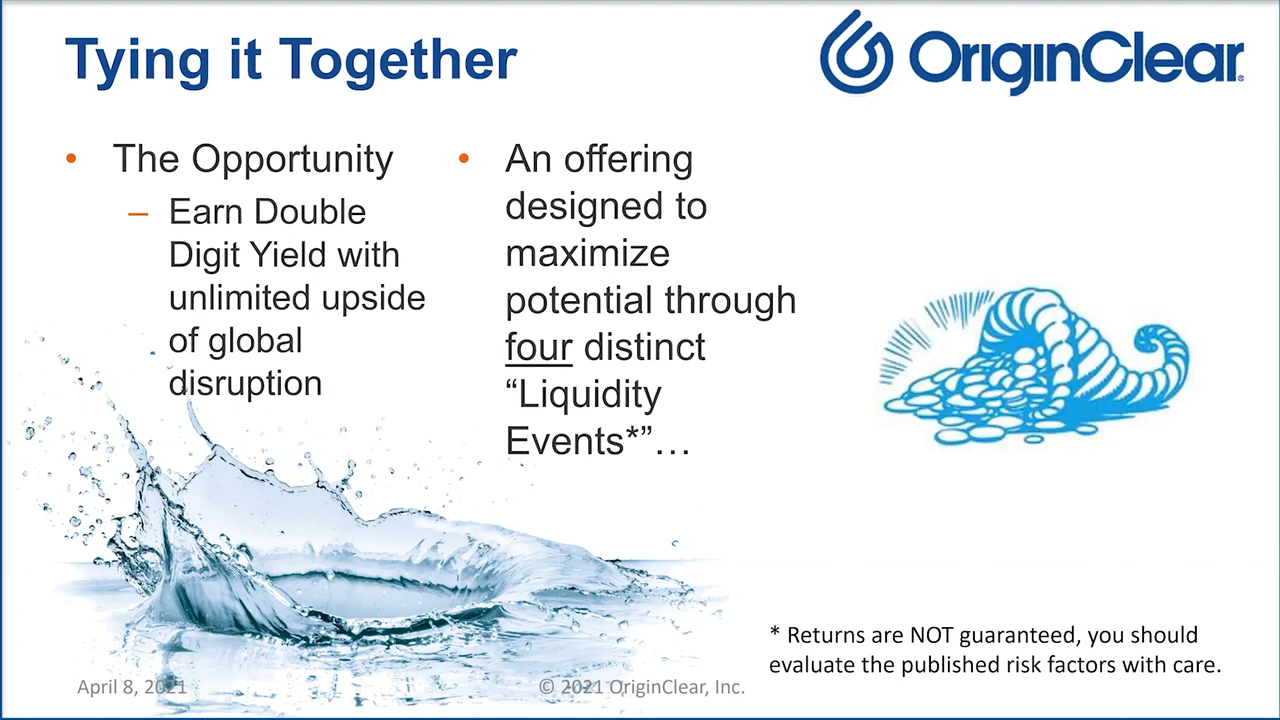 Tying it Together
OriginClear®
• The Opportunity
– Earn Double
Digit Yield with
unlimited upside
of global
disruption
• An offering
designed to
maximize
potential through
four distinct
“Liquidity
Events*”…
* Returns are NOT guaranteed, you should
evaluate the published risk factors with care.
April 8, 2021
© 2021 OriginClear, Inc.